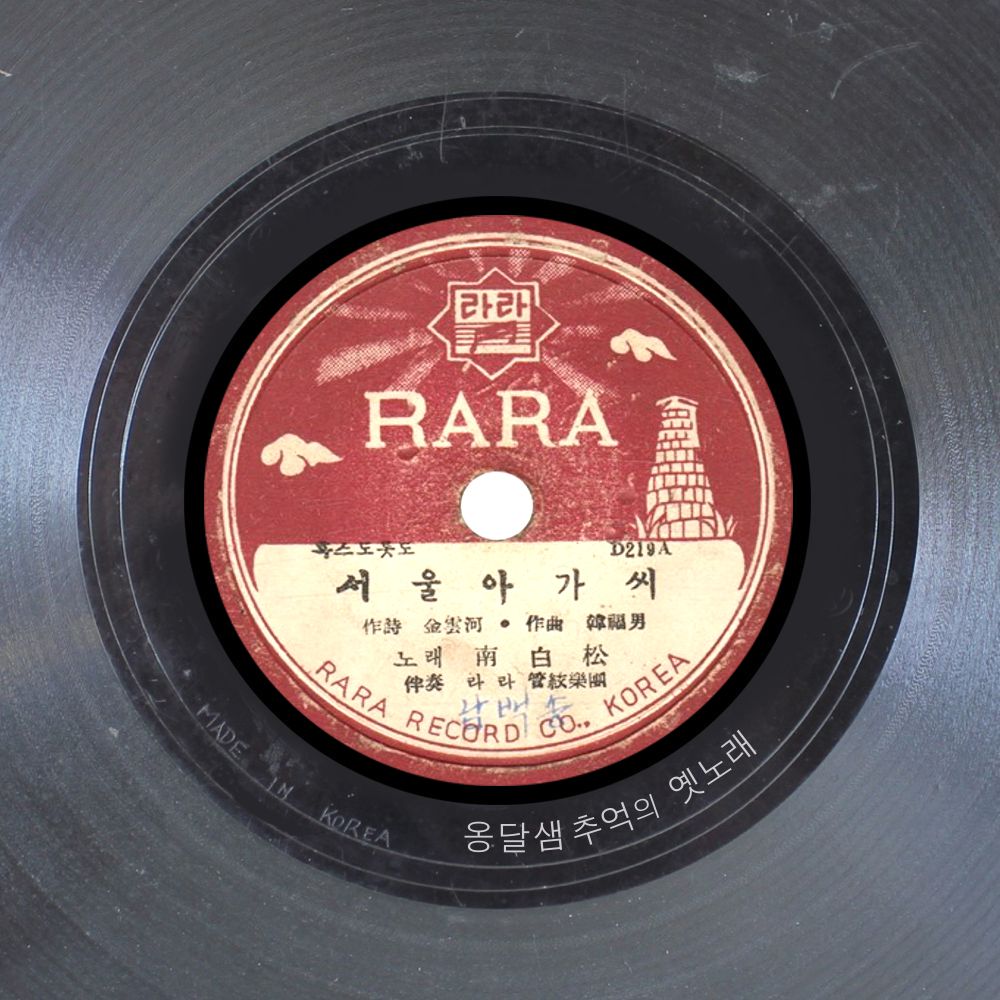 라라
RARA
폭스도롯도 D219A
서울아가씨
作詩 金雲河 • 作曲 韓福男
노래 南白松
伴奏 라라 管絃樂團
남백송
RARA RECORD CO., KOREA
MADE IN KOREA
옹달샘 추억의 옛노래